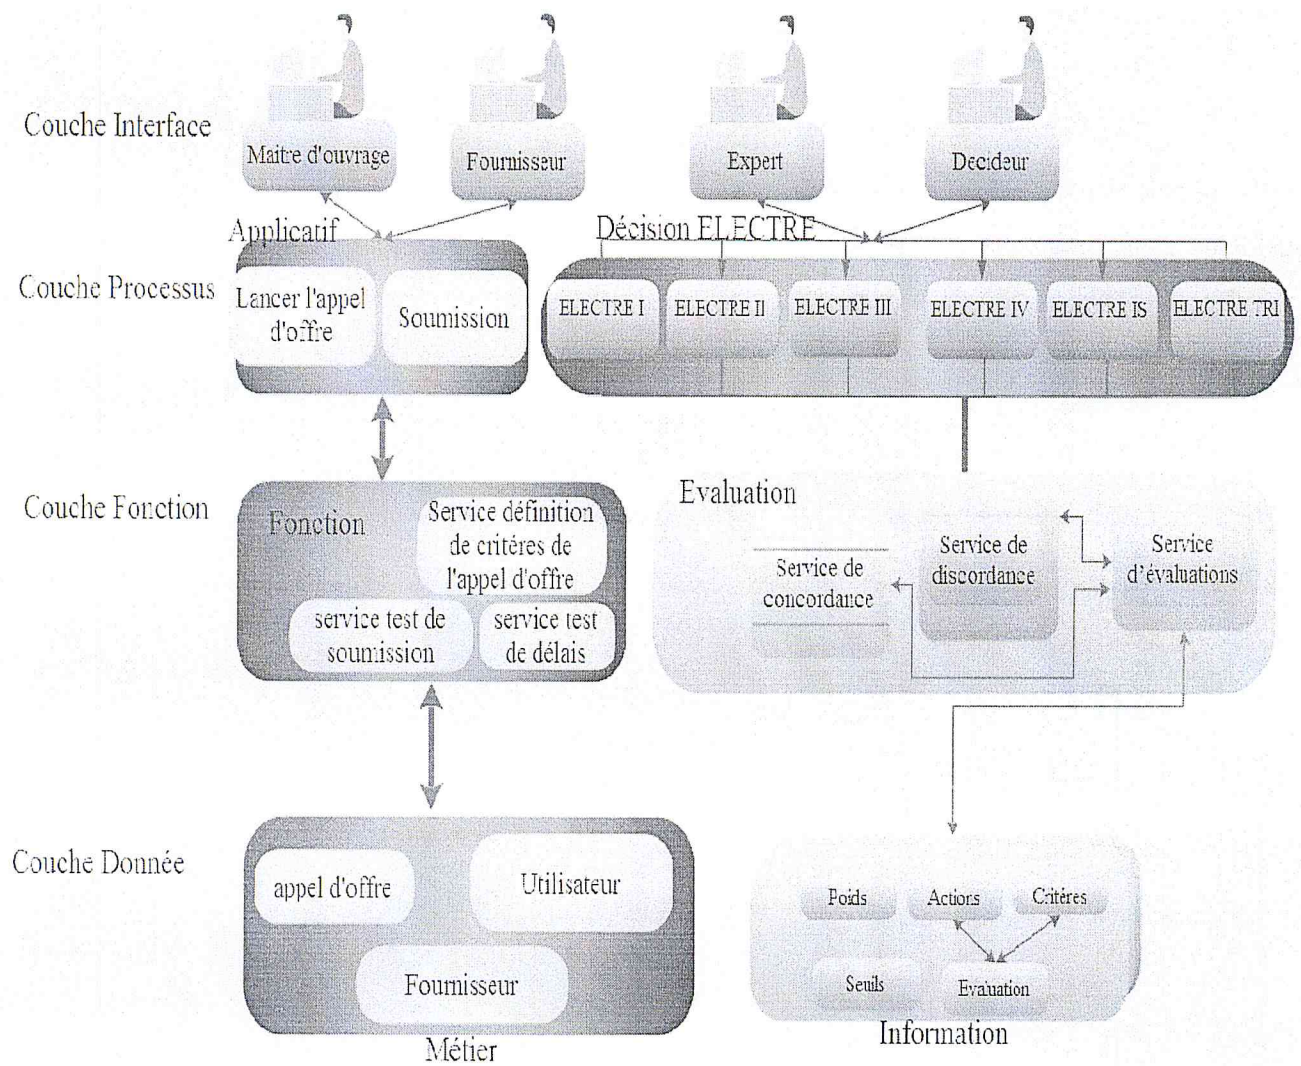 Couche Interface
Maitre d'ouvrage
Fournisseur
Expert
Decideur
Applicatif
Décision ELECTRE
Couche Processus
Lancer l'appel
d'offre
Soumission
ELECTRE I
ELECTRE II
ELECTRE III
ELECTRE IV
ELECTRE IS
ELECTRE TRI
Couche Fonction
Fonction
Service définition
de critères de
l'appel d'offre
service test de
soumission
service test
de délais
Evaluation
Service de
concordance
Service de
discordance
Service
d'évaluations
Couche Donnée
appel d'offre
Utilisateur
Fournisseur
Métier
Poids
Actions
Critères
Seuils
Evaluation
Information